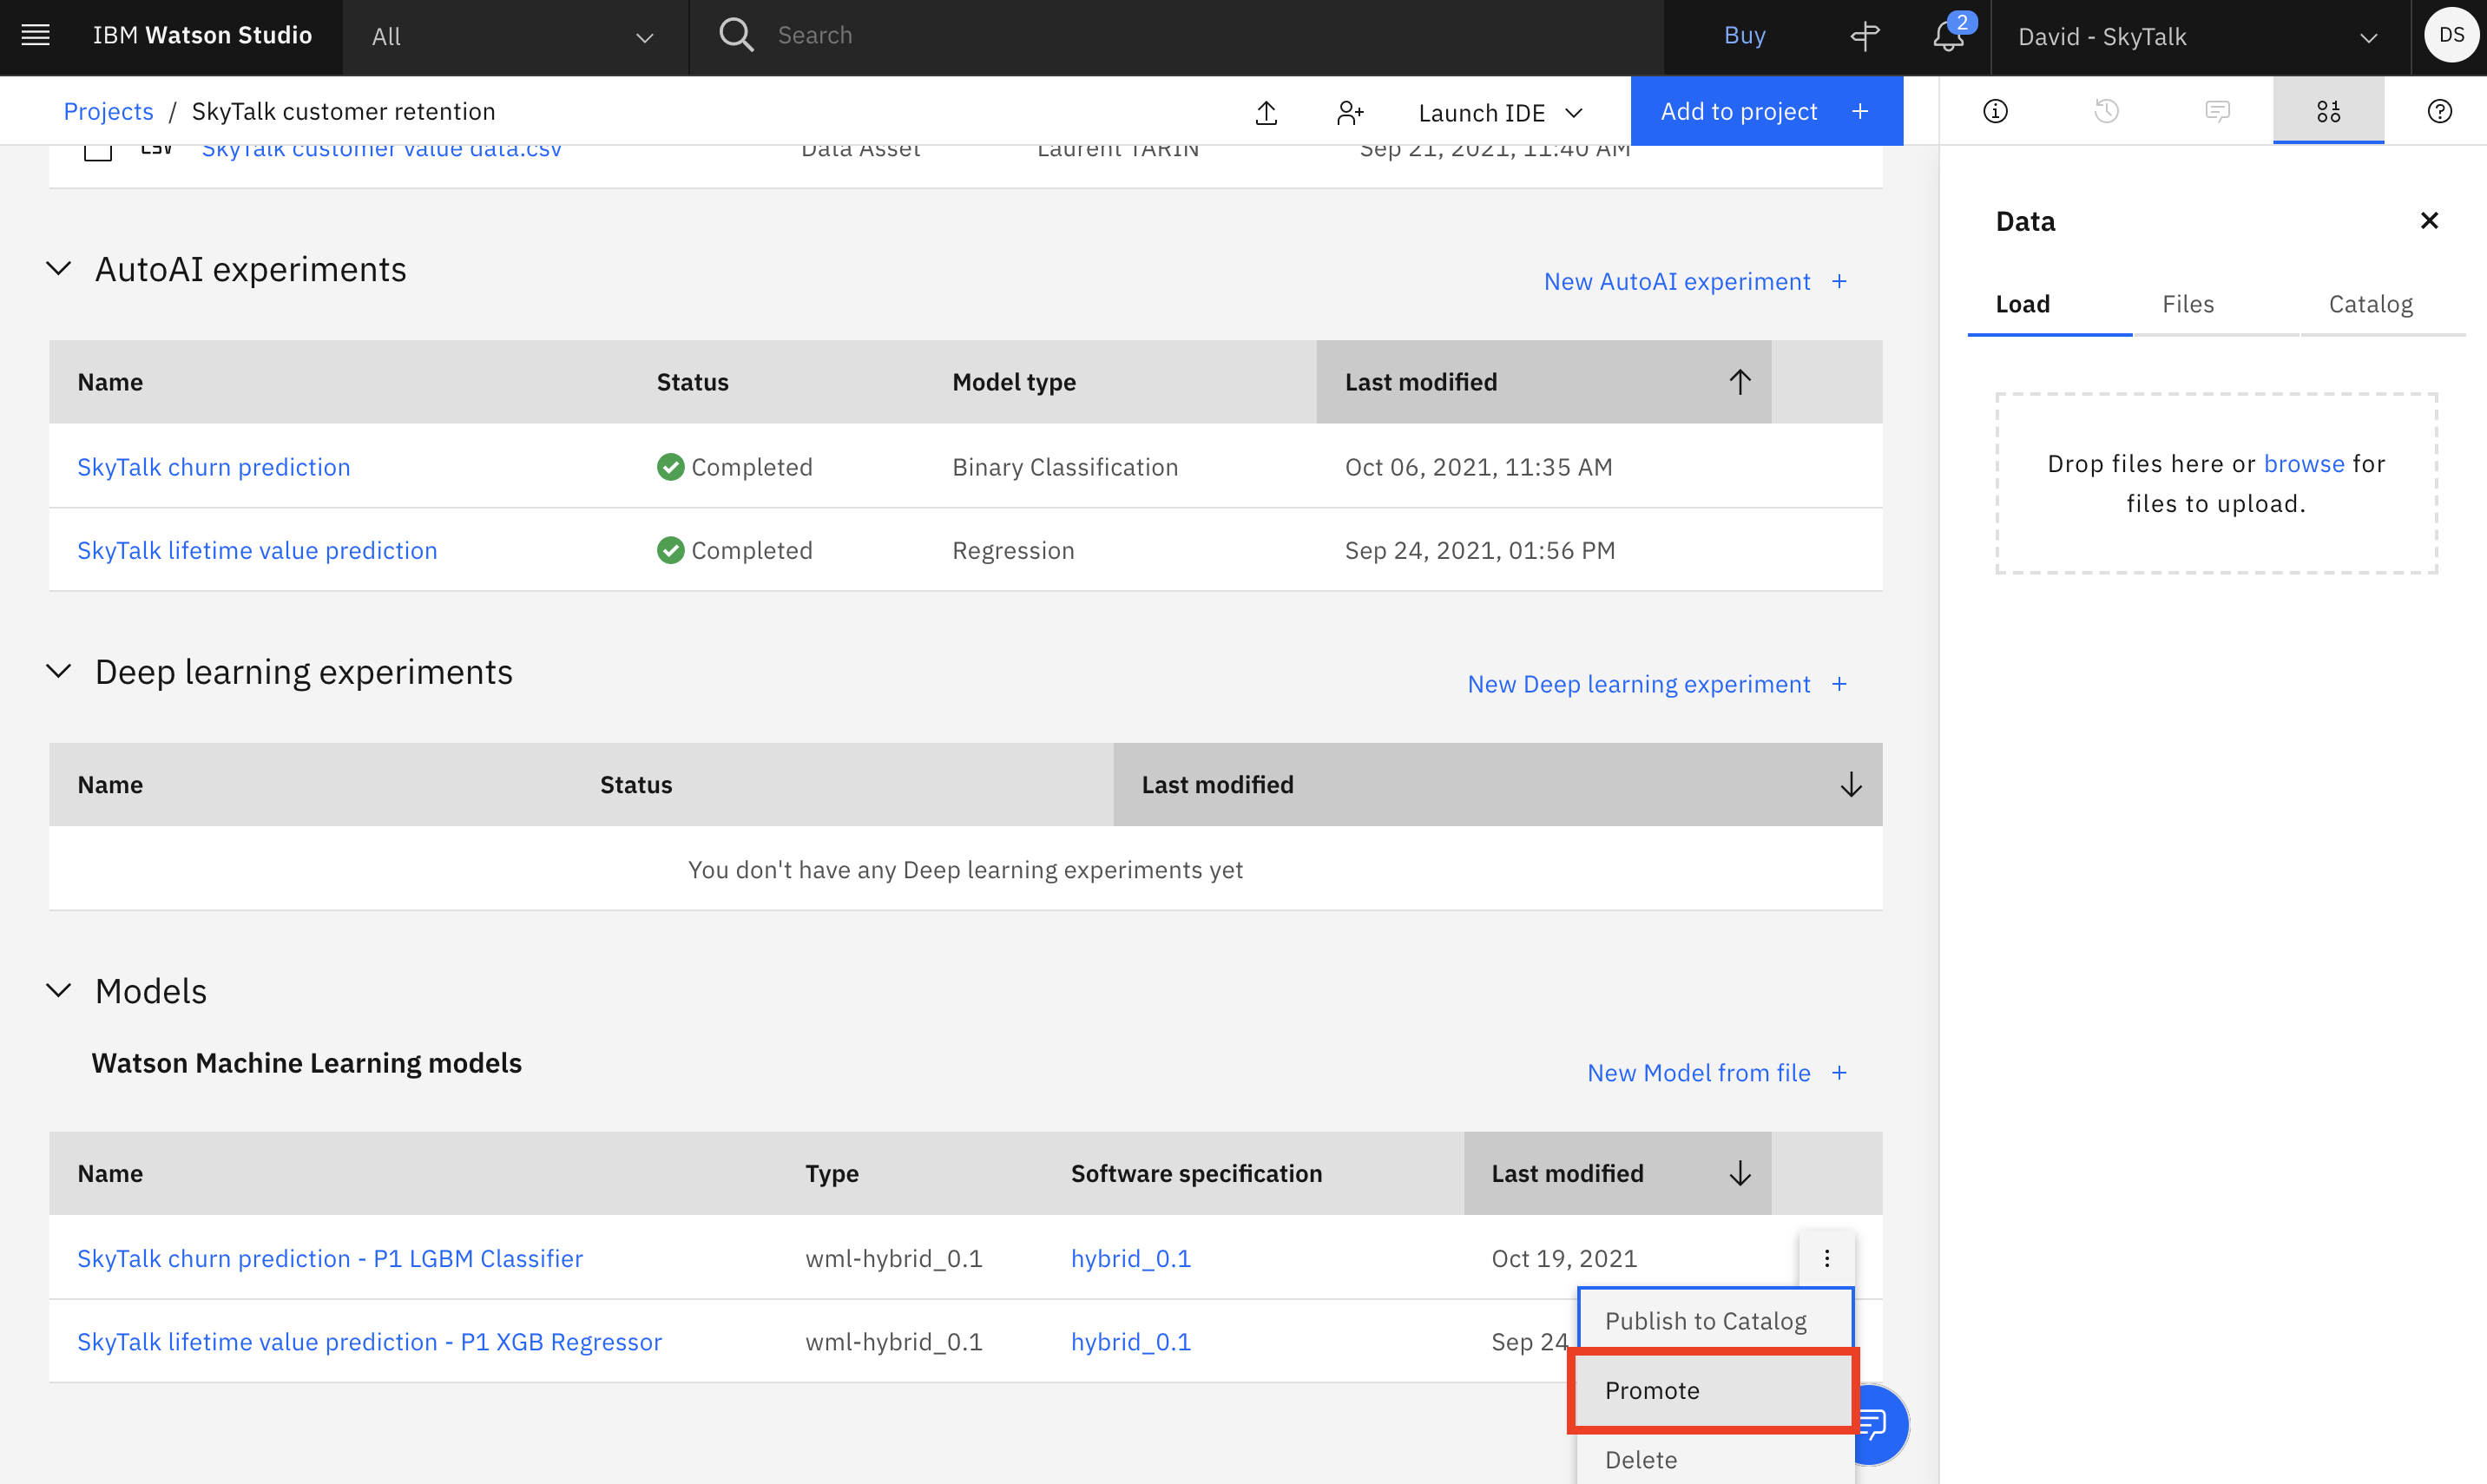 IBM Watson Studio
All
Search
Buy
2
David - SkyTalk
DS
Projects / SkyTalk customer retention
Launch IDE
Add to project +
CSV SkyTalk customer value data.csv Data Asset Laurent TARIN Sep 21, 2021, 11:40 AM
AutoAI experiments
New AutoAI experiment +
Name Status Model type Last modified
SkyTalk churn prediction Completed Binary Classification Oct 06, 2021, 11:35 AM
SkyTalk lifetime value prediction Completed Regression Sep 24, 2021, 01:56 PM
Deep learning experiments
New Deep learning experiment +
Name Status Last modified
You don't have any Deep learning experiments yet
Models
Watson Machine Learning models
New Model from file +
Name Type Software specification Last modified
SkyTalk churn prediction - P1 LGBM Classifier wml-hybrid_0.1 hybrid_0.1 Oct 19, 2021
SkyTalk lifetime value prediction - P1 XGB Regressor wml-hybrid_0.1 hybrid_0.1 Sep 24
Publish to Catalog
Promote
Delete
Data
Load Files Catalog
Drop files here or browse for
files to upload.